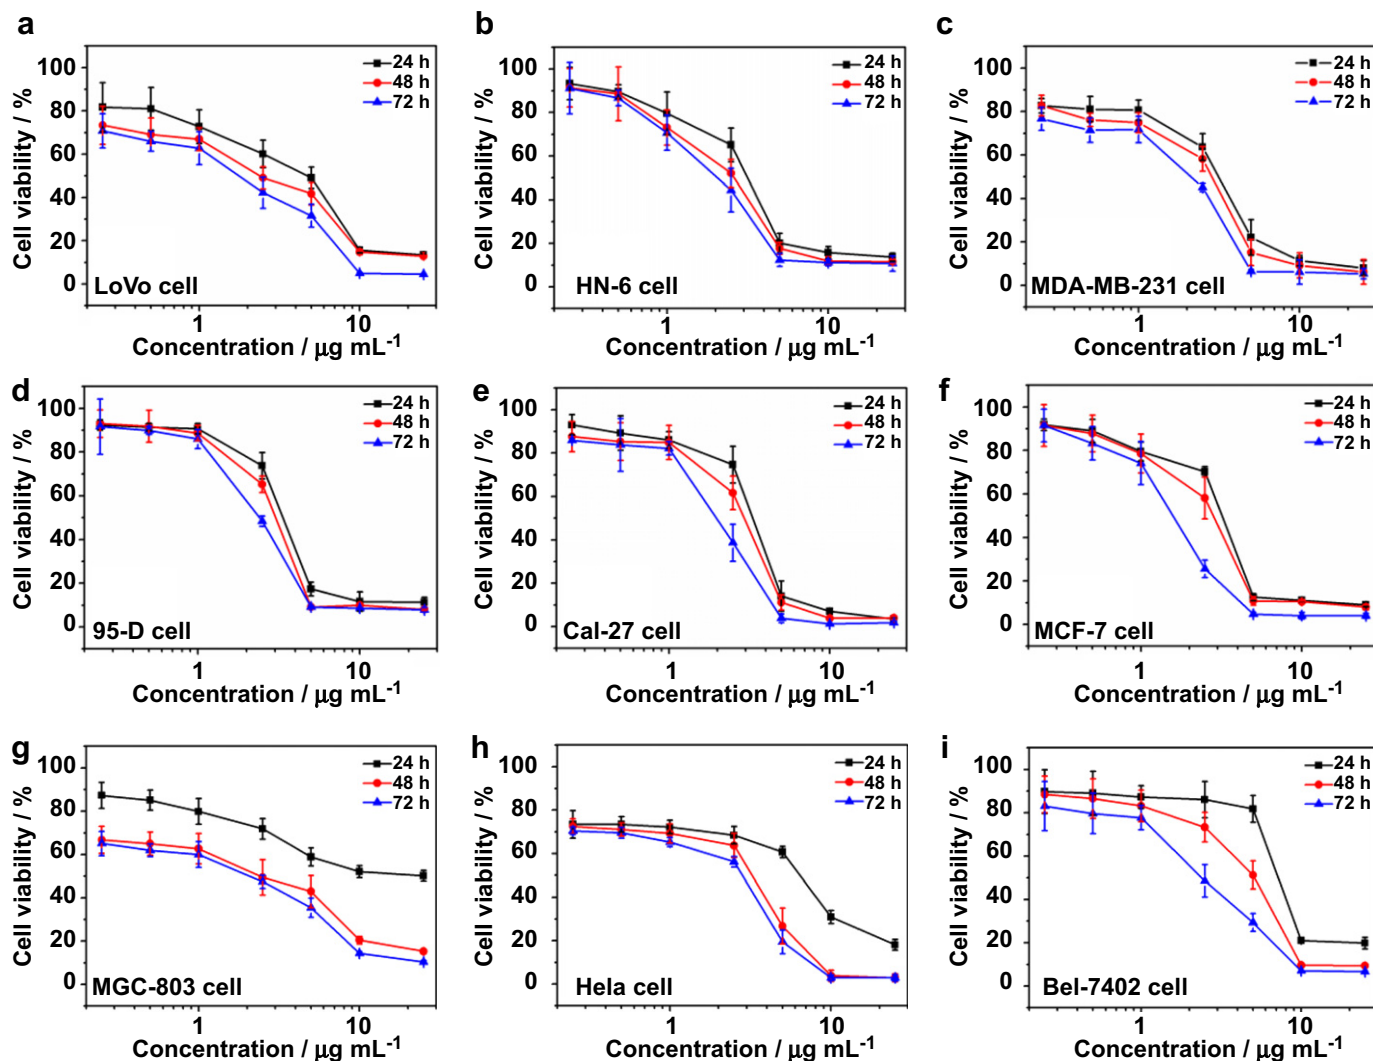 a
24 h
48 h
72 h
100
80
60
40
20
0
Cell viability / %
LoVo cell
1
10
Concentration / μg mL-1
b
24 h
48 h
72 h
100
80
60
40
20
0
Cell viability / %
HN-6 cell
1
10
Concentration / μg mL-1
c
24 h
48 h
72 h
100
80
60
40
20
0
Cell viability / %
MDA-MB-231 cell
1
10
Concentration / μg mL-1
d
24 h
48 h
72 h
100
80
60
40
20
0
Cell viability / %
95-D cell
1
10
Concentration / μg mL-1
e
24 h
48 h
72 h
100
80
60
40
20
0
Cell viability / %
Cal-27 cell
1
10
Concentration / μg mL-1
f
24 h
48 h
72 h
100
80
60
40
20
0
Cell viability / %
MCF-7 cell
1
10
Concentration / μg mL-1
g
24 h
48 h
72 h
100
80
60
40
20
0
Cell viability / %
MGC-803 cell
1
10
Concentration / μg mL-1
h
24 h
48 h
72 h
100
80
60
40
20
0
Cell viability / %
Hela cell
1
10
Concentration / μg mL-1
i
24 h
48 h
72 h
100
80
60
40
20
0
Cell viability / %
Bel-7402 cell
1
10
Concentration / μg mL-1